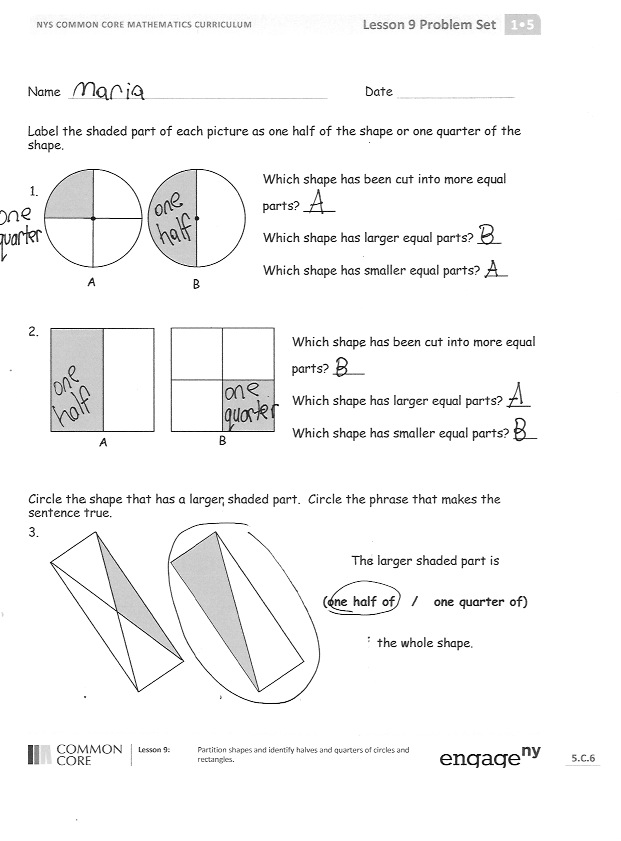 NYS COMMON CORE MATHEMATICS CURRICULUM Lesson 9 Problem Set 1•5
Name Maria Date
Label the shaded part of each picture as one half of the shape or one quarter of the
shape.
1.
one
quarter
one
half
A B
Which shape has been cut into more equal
parts? A
Which shape has larger equal parts? B
Which shape has smaller equal parts? A
2.
one
half
one
quarter
A B
Which shape has been cut into more equal
parts? B
Which shape has larger equal parts? A
Which shape has smaller equal parts? B
Circle the shape that has a larger shaded part. Circle the phrase that makes the
sentence true.
3.
The larger shaded part is
(one half of / one quarter of)
the whole shape.
COMMON
CORE
Lesson 9:
Partition shapes and identify halves and quarters of circles and
rectangles.
engage ny
5.C.6